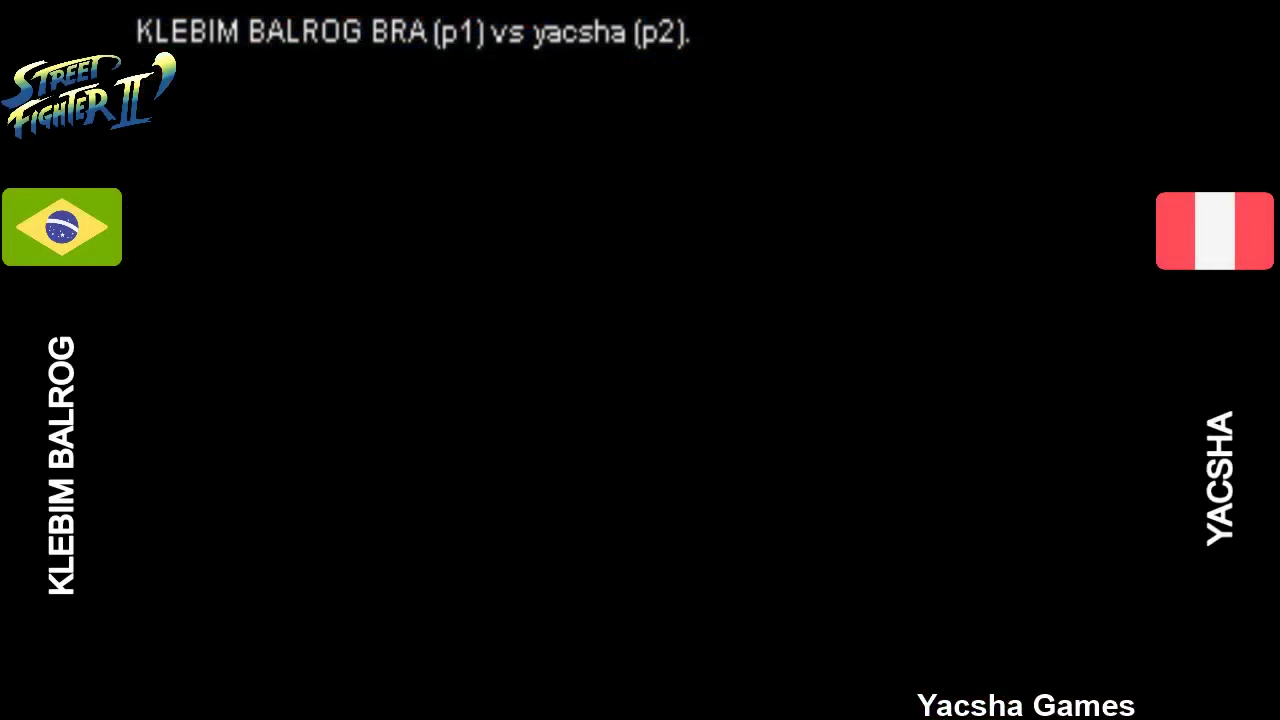 KLEBIM BALROG BRA (p1) vs yacsha (p2).
STREET
FIGHTER II'
KLEBIM BALROG
YACSHA
Yacsha Games